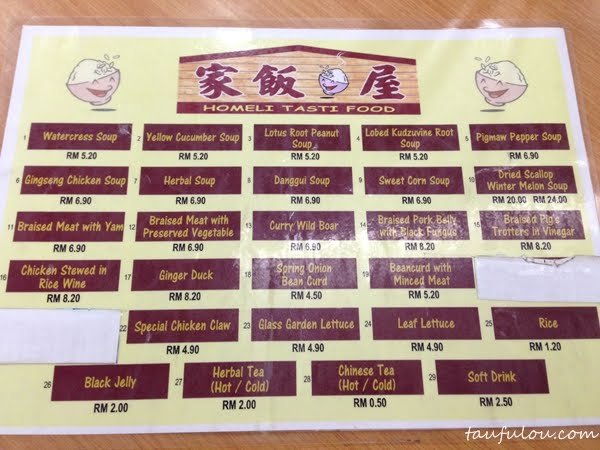 家飯屋
HOMELI TASTI FOOD
1 Watercress Soup
RM 5.20
2 Yellow Cucumber Soup
RM 5.20
3 Lotus Root Peanut
Soup
RM 5.20
4 Lobed Kudzuvine Root
Soup
RM 5.20
5 Pigmaw Pepper Soup
RM 6.90
6 Gingseng Chicken Soup
RM 6.90
7 Herbal Soup
RM 6.90
8 Danggui Soup
RM 6.90
9 Sweet Corn Soup
RM 6.90
10 Dried Scallop
Winter Melon Soup
RM 20.00 RM 24.00
11 Braised Meat with Yam
RM 6.90
12 Braised Meat with
Preserved Vegetable
RM 6.90
13 Curry Wild Boar
RM 6.90
14 Braised Pork Belly
with Black Fungus
RM 8.20
15 Braised Pig's
Trotters in Vinegar
RM 8.20
16 Chicken Stewed in
Rice Wine
RM 8.20
17 Ginger Duck
RM 8.20
18 Spring Onion
Bean Curd
RM 4.50
19 Beancurd with
Minced Meat
RM 5.20
22 Special Chicken Claw
RM 4.90
23 Glass Garden Lettuce
RM 4.90
24 Leaf Lettuce
RM 4.90
25 Rice
RM 1.20
26 Black Jelly
RM 2.00
27 Herbal Tea
(Hot / Cold)
RM 2.00
28 Chinese Tea
(Hot / Cold)
RM 0.50
29 Soft Drink
RM 2.50
taufulou.com